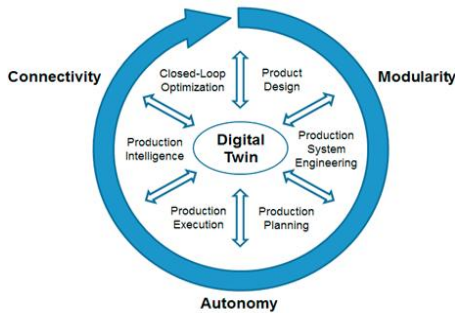 Connectivity
Modularity
Closed-Loop
Optimization
Product
Design
Production
Intelligence
Digital
Twin
Production
System
Engineering
Production
Execution
Production
Planning
Autonomy